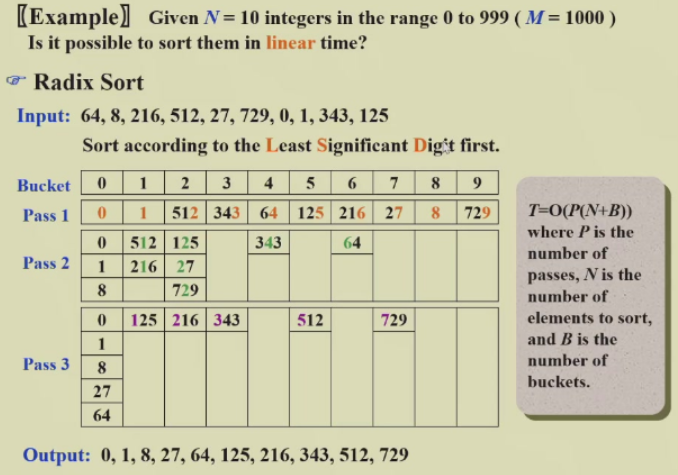 〖Example〗 Given N = 10 integers in the range 0 to 999 ( M = 1000 )
Is it possible to sort them in linear time?
☞ Radix Sort
Input: 64, 8, 216, 512, 27, 729, 0, 1, 343, 125
Sort according to the Least Significant Digit first.
Bucket 0 1 2 3 4 5 6 7 8 9
Pass 1 0 1 512 343 64 125 216 27 8 729
0 512 125 343 64
Pass 2 1 216 27
8 729
0 125 216 343 512 729
1
Pass 3 8
27
64
T=O(P(N+B))
where P is the
number of
passes, N is the
number of
elements to sort,
and B is the
number of
buckets.
Output: 0, 1, 8, 27, 64, 125, 216, 343, 512, 729